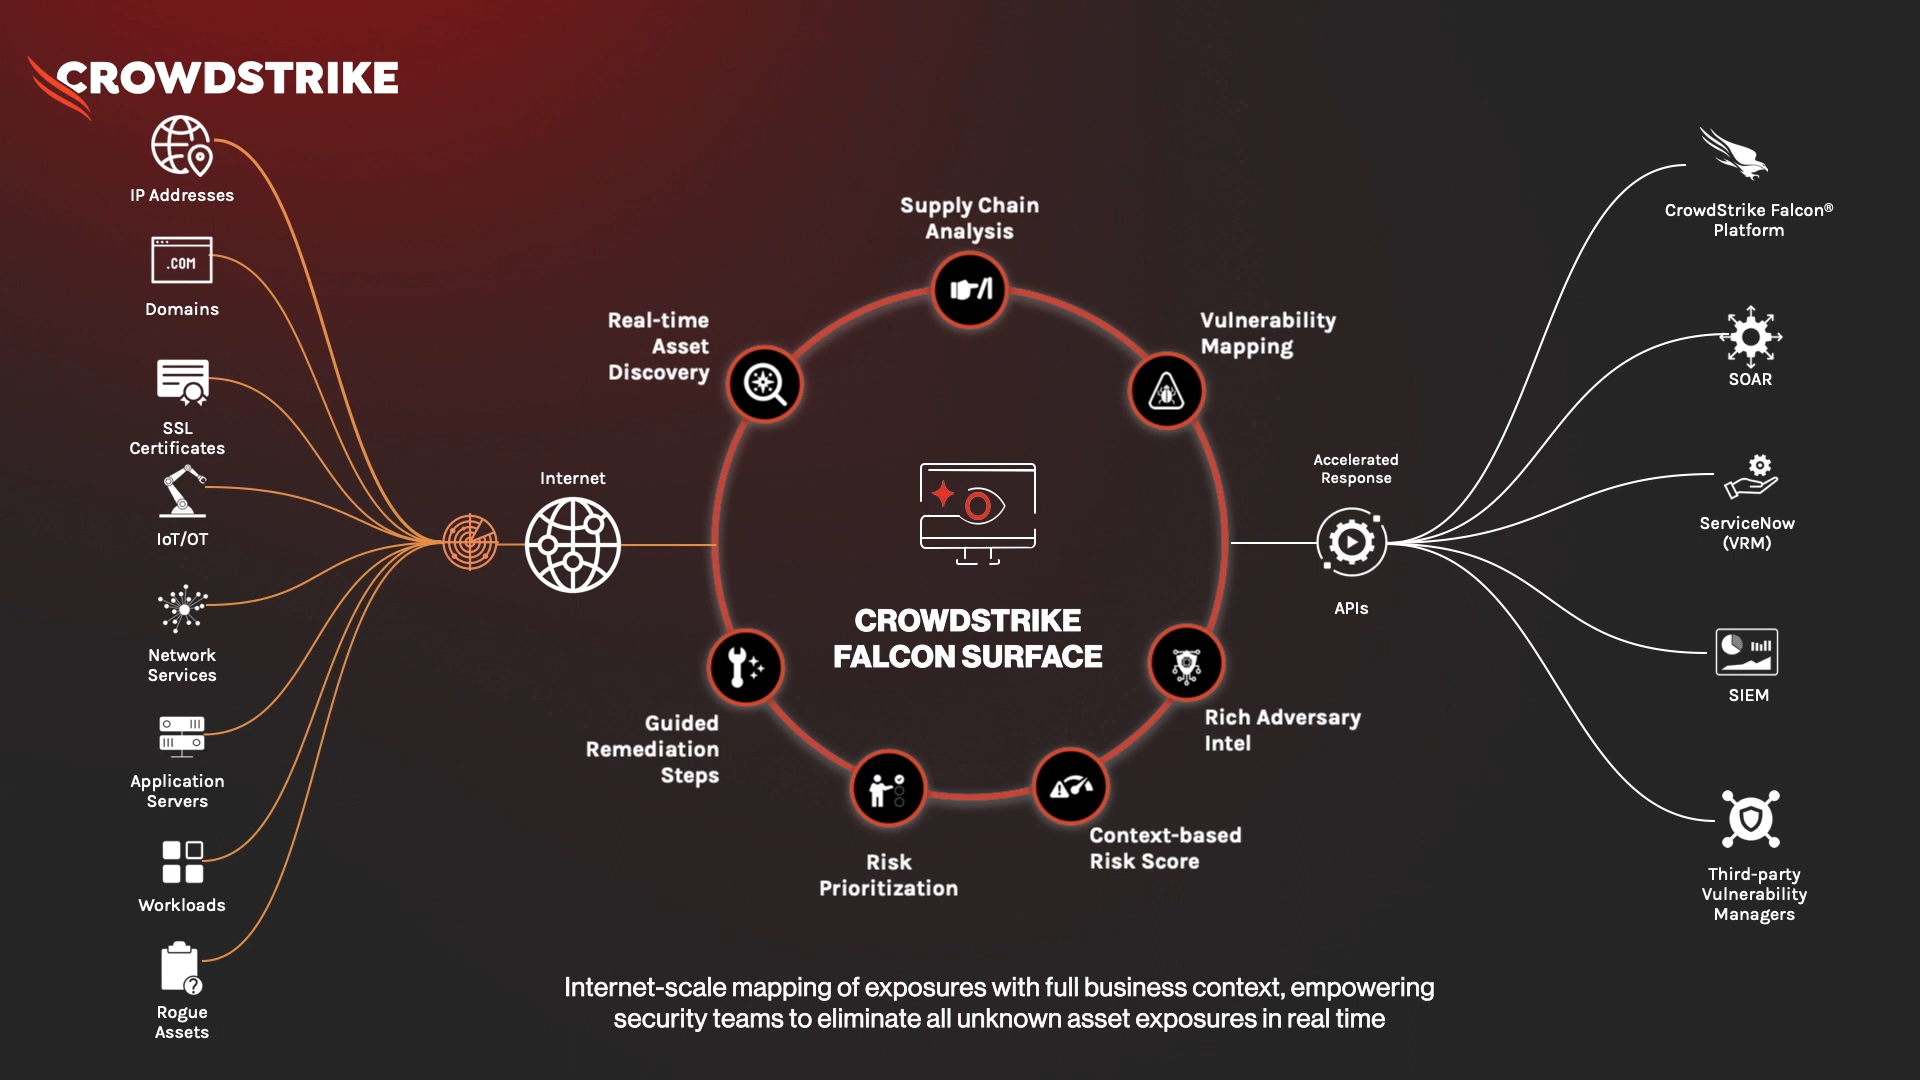 CROWDSTRIKE
IP Addresses
.COM
Domains
SSL
Certificates
IoT/OT
Network
Services
Application
Servers
Workloads
?
Rogue
Assets
Internet
Supply Chain
Analysis
Real-time
Asset
Discovery
Vulnerability
Mapping
CROWDSTRIKE
FALCON SURFACE
Guided
Remediation
Steps
Rich Adversary
Intel
Risk
Prioritization
Context-based
Risk Score
Accelerated
Response
APIs
CrowdStrike Falcon®
Platform
SOAR
ServiceNow
(VRM)
SIEM
Third-party
Vulnerability
Managers
Internet-scale mapping of exposures with full business context, empowering
security teams to eliminate all unknown asset exposures in real time